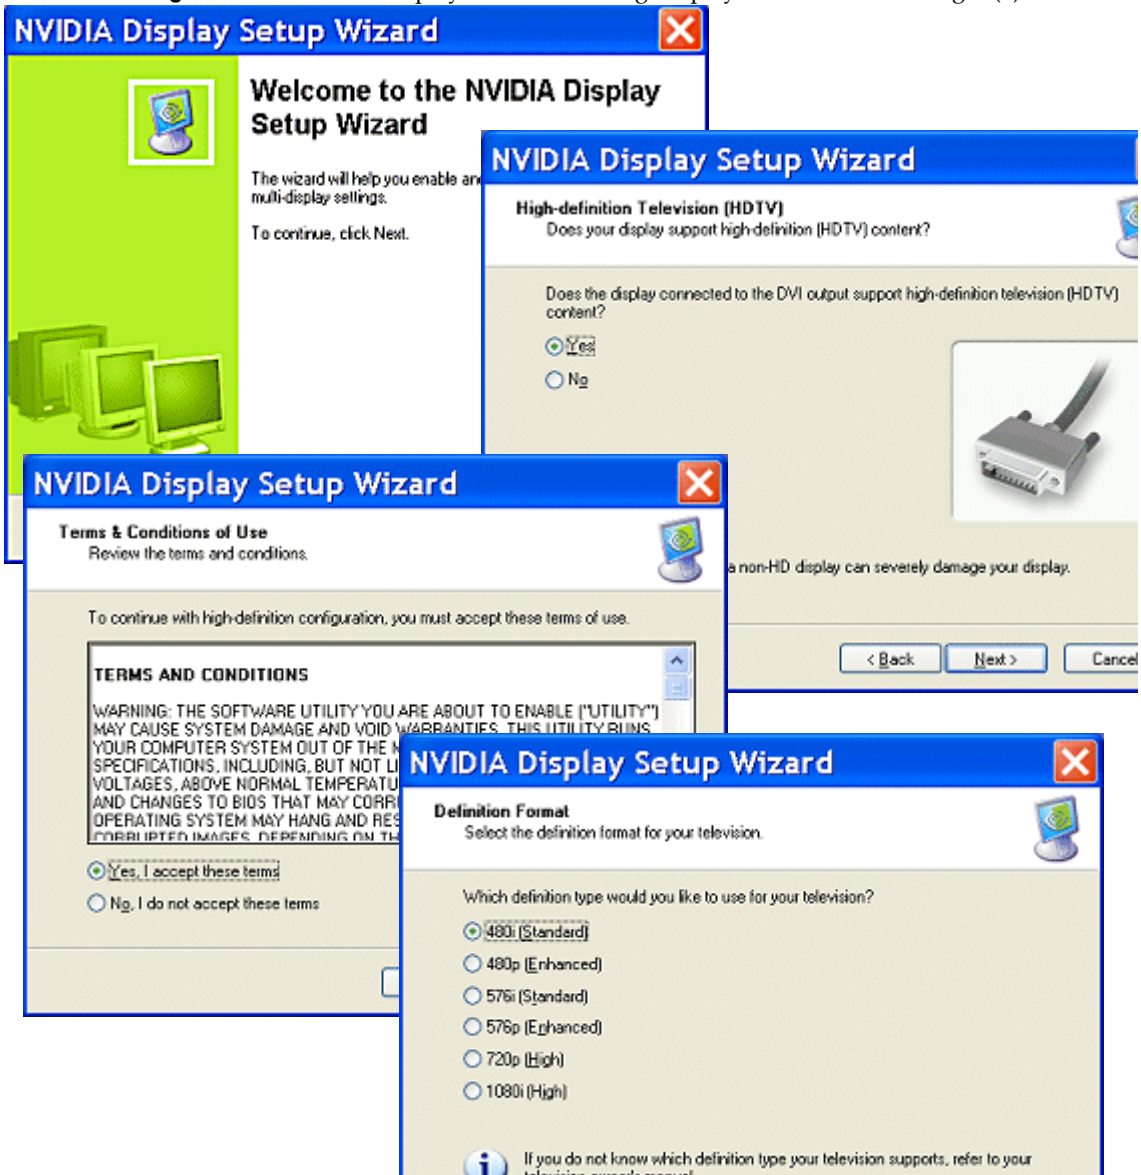 NVIDIA Display Setup Wizard
Welcome to the NVIDIA Display
Setup Wizard
The wizard will help you enable
multi-display settings.
To continue, click Next.
NVIDIA Display Setup Wizard
High-definition Television (HDTV)
Does your display support high-definition (HDTV) content?
Does the display connected to the DVI output support high-definition television (HDTV)
content?
Yes
No
a non-HD display can severely damage your display.
< Back Next > Cancel
NVIDIA Display Setup Wizard
Terms & Conditions of Use
Review the terms and conditions.
To continue with high-definition configuration, you must accept these terms of use.
TERMS AND CONDITIONS
WARNING: THE SOFTWARE UTILITY YOU ARE ABOUT TO ENABLE ("UTILITY")
MAY CAUSE SYSTEM DAMAGE AND VOID WARRANTIES. THIS UTILITY RUNS
YOUR COMPUTER SYSTEM OUT OF THE
SPECIFICATIONS, INCLUDING, BUT NOT
VOLTAGES, ABOVE NORMAL
AND CHANGES TO BIOS THAT MAY
OPERATING SYSTEM MAY HANG AND
CORRUPTED IMAGES, DEPENDING ON
Yes, I accept these terms
No, I do not accept these terms
NVIDIA Display Setup Wizard
Definition Format
Select the definition format for your television.
Which definition type would you like to use for your television?
480i (Standard)
480p (Enhanced)
576i (Standard)
576p (Enhanced)
720p (High)
1080i (High)
If you do not know which definition type your television supports, refer to your